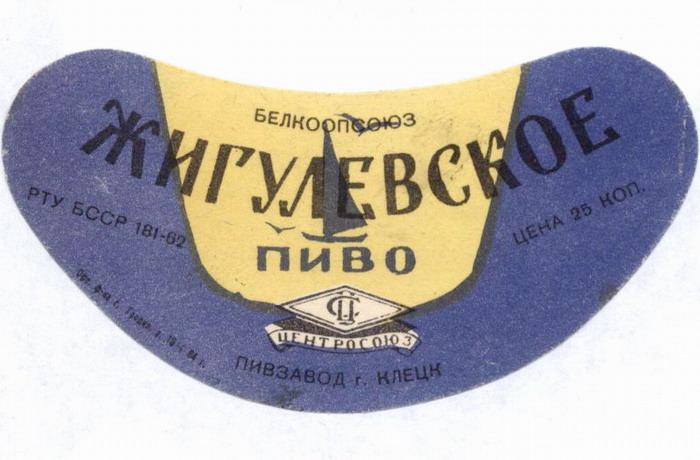 БЕЛКООПСОЮЗ
ЖИГУЛЕВСКОЕ
ПИВО
РТУ БССР 181-62
ЦЕНА 25 КОП.
ЦЕНТРОСОЮЗ
ПИВЗАВОД г. КЛЕЦК